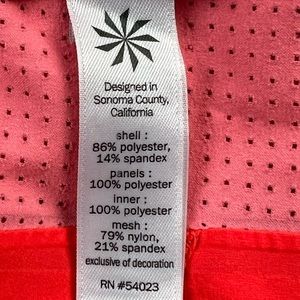 Designed in
Sonoma County,
California
shell :
86% polyester,
14% spandex
panels :
100% polyester
inner :
100% polyester
mesh :
79% nylon,
21% spandex
exclusive of decoration
RN #54023